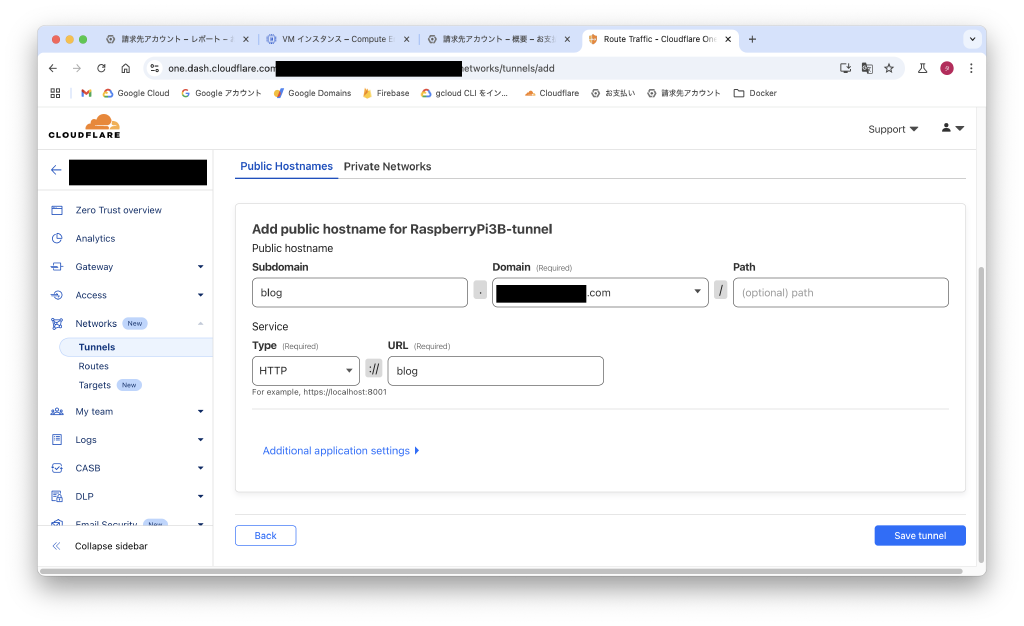 請求先アカウント – レポート – お
VM インスタンス – Compute E
請求先アカウント – 概要 – お支払
Route Traffic - Cloudflare One
one.dash.cloudflare.com
etworks/tunnels/add
Google Cloud
Google アカウント
Google Domains
Firebase
gcloud CLI をイン...
Cloudflare
お支払い
請求先アカウント
Docker
CLOUDFLARE
Support
Public Hostnames
Private Networks
Zero Trust overview
Analytics
Gateway
Access
Networks New
Tunnels
Routes
Targets New
My team
Logs
CASB
DLP
Email Security New
Collapse sidebar
Add public hostname for RaspberryPi3B-tunnel
Public hostname
Subdomain
Domain (Required)
Path
blog
.
.com
/
(optional) path
Service
Type (Required)
URL (Required)
HTTP
://
blog
For example, https://localhost:8001
Additional application settings
Back
Save tunnel